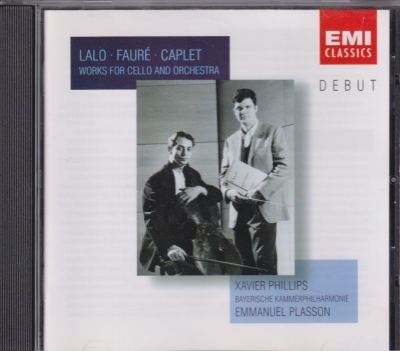 LALO · FAURÉ · CAPLET
WORKS FOR CELLO AND ORCHESTRA
EMI
CLASSICS
DEBUT
XAVIER PHILLIPS
BAYERISCHE KAMMERPHILHARMONIE
EMMANUEL PLASSON